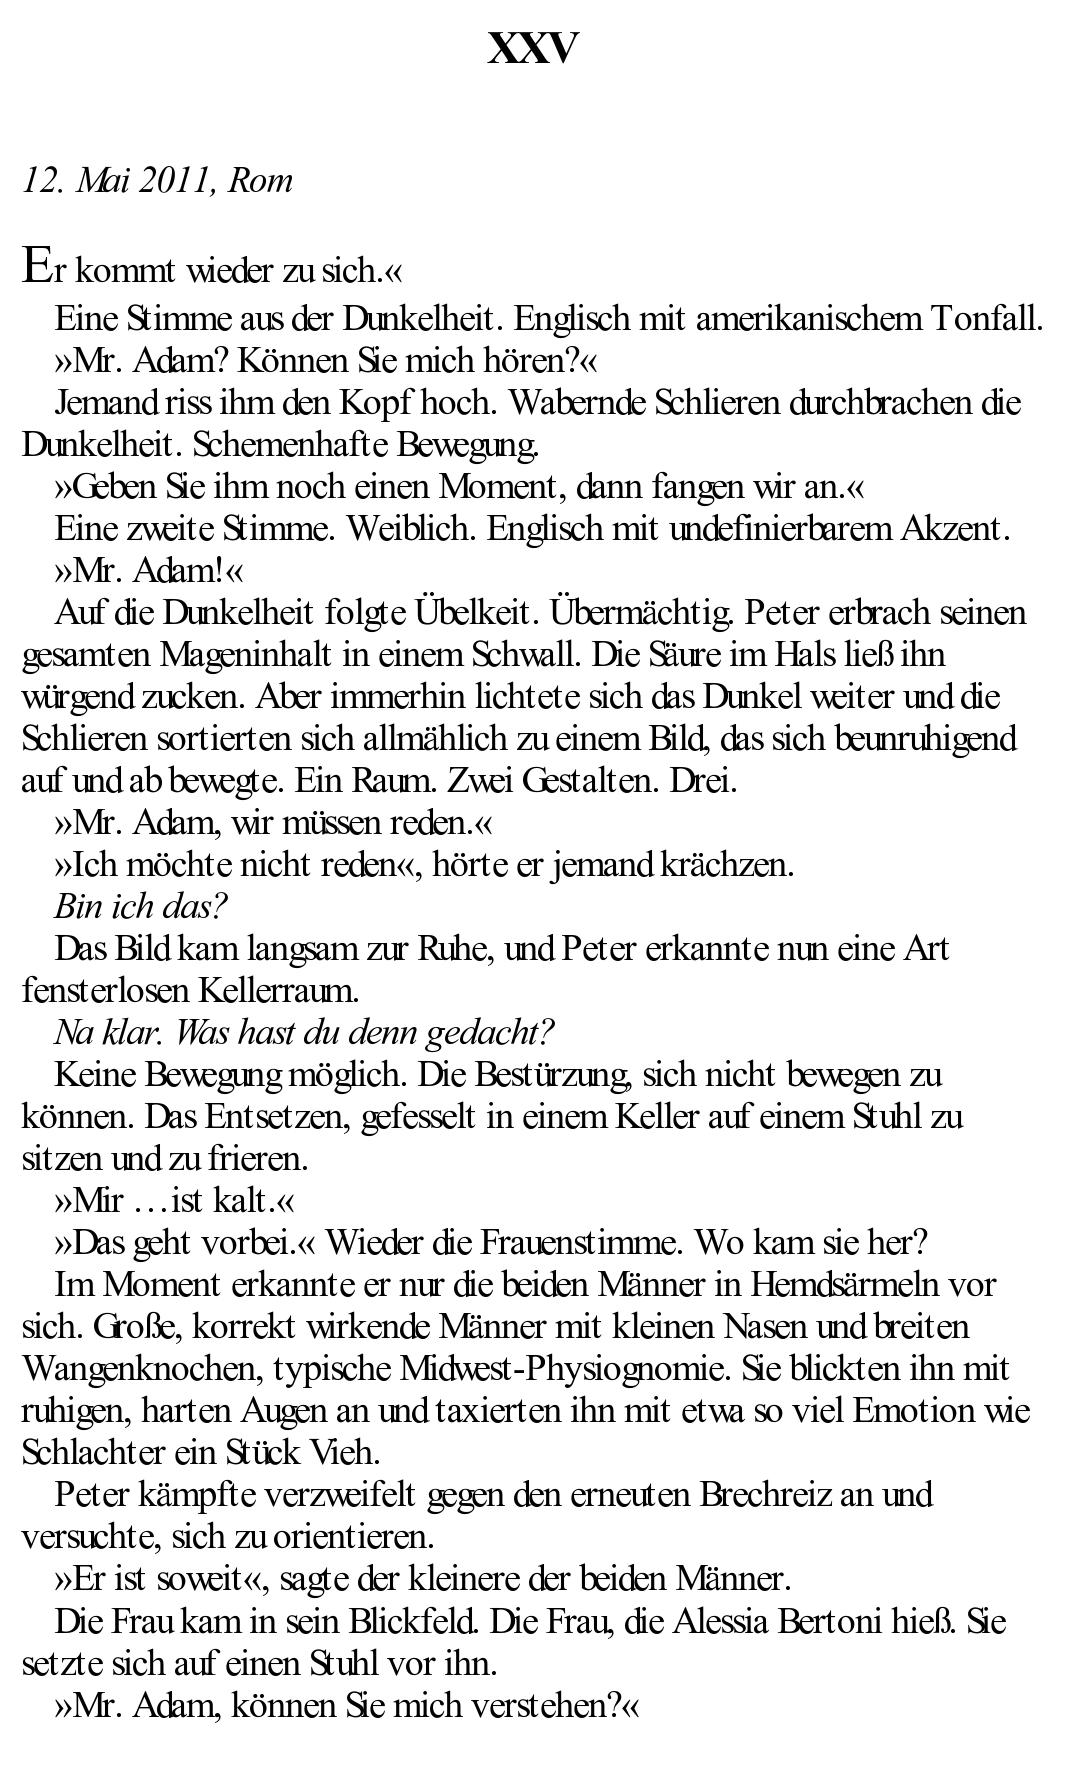 XXV
12. Mai 2011, Rom
Er kommt wieder zu sich.«
Eine Stimme aus der Dunkelheit. Englisch mit amerikanischem Tonfall.
»Mr. Adam? Können Sie mich hören?«
Jemand riss ihm den Kopf hoch. Wabernde Schlieren durchbrachen die
Dunkelheit. Schemenhafte Bewegung.
»Geben Sie ihm noch einen Moment, dann fangen wir an.«
Eine zweite Stimme. Weiblich. Englisch mit undefinierbarem Akzent.
»Mr. Adam!«
Auf die Dunkelheit folgte Übelkeit. Übermächtig. Peter erbrach seinen
gesamten Mageninhalt in einem Schwall. Die Säure im Hals ließ ihn
würgend zucken. Aber immerhin lichtete sich das Dunkel weiter und die
Schlieren sortierten sich allmählich zu einem Bild, das sich beunruhigend
auf und ab bewegte. Ein Raum. Zwei Gestalten. Drei.
»Mr. Adam, wir müssen reden.«
»Ich möchte nicht reden«, hörte er jemand krächzen.
Bin ich das?
Das Bild kam langsam zur Ruhe, und Peter erkannte nun eine Art
fensterlosen Kellerraum.
Na klar. Was hast du denn gedacht?
Keine Bewegung möglich. Die Bestürzung, sich nicht bewegen zu
können. Das Entsetzen, gefesselt in einem Keller auf einem Stuhl zu
sitzen und zu frieren.
»Mir …ist kalt.«
»Das geht vorbei.« Wieder die Frauenstimme. Wo kam sie her?
Im Moment erkannte er nur die beiden Männer in Hemdsärmeln vor
sich. Große, korrekt wirkende Männer mit kleinen Nasen und breiten
Wangenknochen, typische Midwest-Physiognomie. Sie blickten ihn mit
ruhigen, harten Augen an und taxierten ihn mit etwa so viel Emotion wie
Schlachter ein Stück Vieh.
Peter kämpfte verzweifelt gegen den erneuten Brechreiz an und
versuchte, sich zu orientieren.
»Er ist soweit«, sagte der kleinere der beiden Männer.
Die Frau kam in sein Blickfeld. Die Frau, die Alessia Bertoni hieß. Sie
setzte sich auf einen Stuhl vor ihn.
»Mr. Adam, können Sie mich verstehen?«